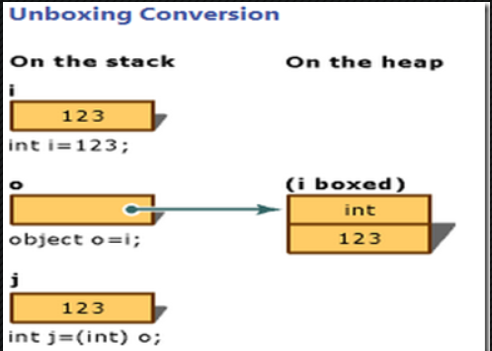 Unboxing Conversion
On the stack
On the heap
i
123
int i=123;
o
(i boxed)
int
123
object o=i;
j
123
int j=(int) o;